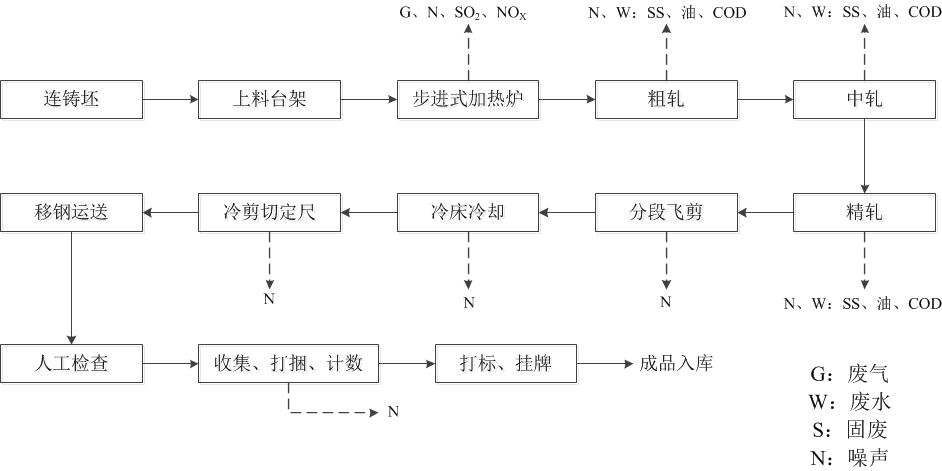 G、N、SO₂、NOₓ
N、W：SS、油、COD
N、W：SS、油、COD
连铸坯
上料台架
步进式加热炉
粗轧
中轧
移钢运送
冷剪切定尺
冷床冷却
分段飞剪
精轧
N
N
N
N、W：SS、油、COD
人工检查
收集、打捆、计数
打标、挂牌
成品入库
N
G：废气
W：废水
S：固废
N：噪声